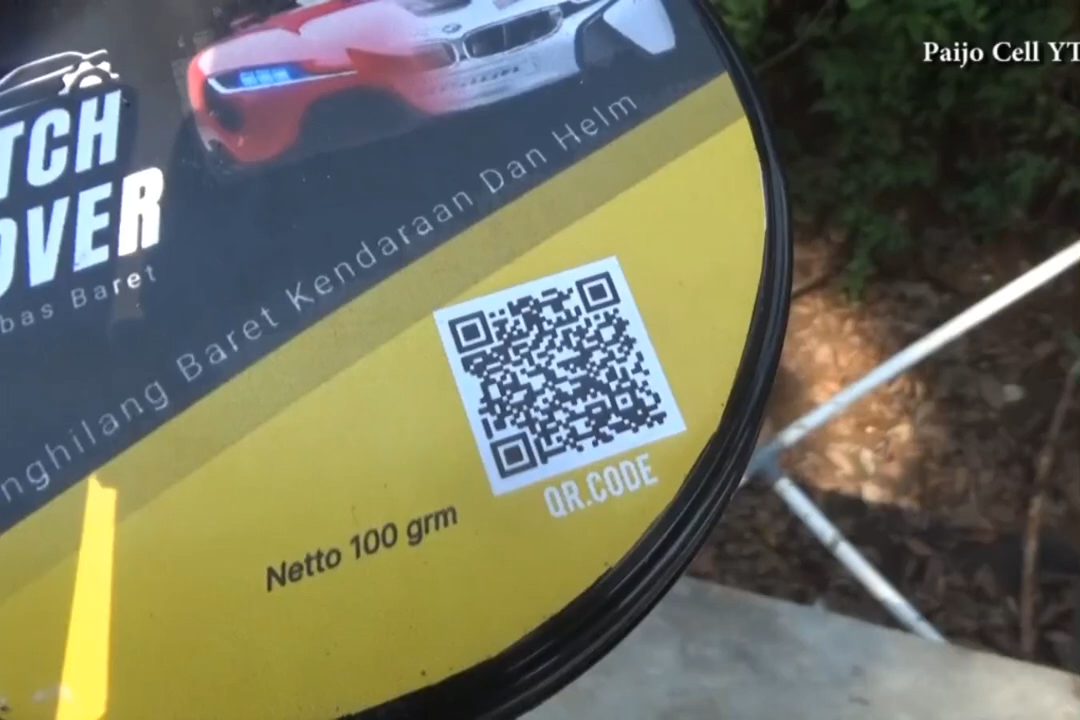 Paijo Cell YT
TCH
OVER
bas Baret
nghilang Baret Kendaraan Dan Helm
QR.CODE
Netto 100 grm